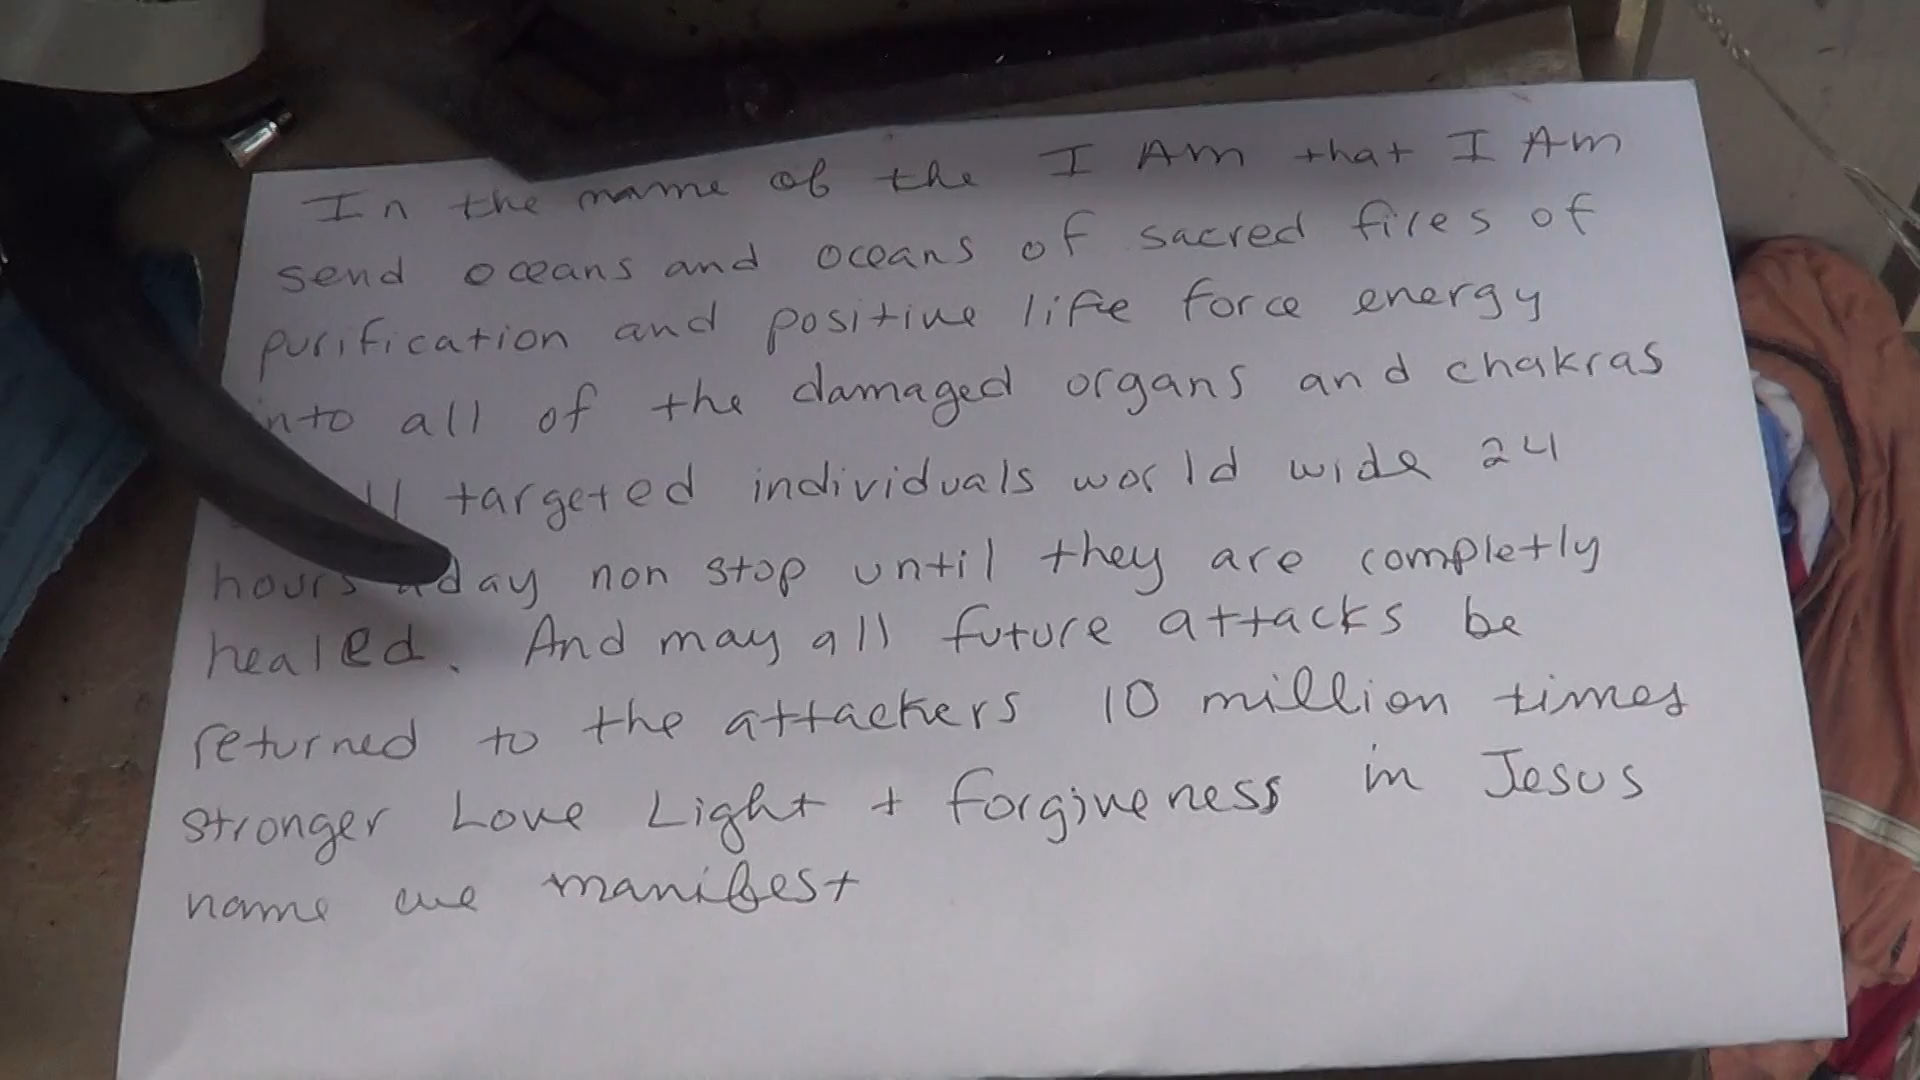 In the name of the I Am that I Am
send oceans and oceans of sacred fires of
purification and positive life force energy
into all of the damaged organs and chakras
targeted individuals world wide 24
hours a day non stop until they are completly
healed. And may all future attacks be
returned to the attackers 10 million times
stronger Love Light + forgiveness in Jesus
name we manifest